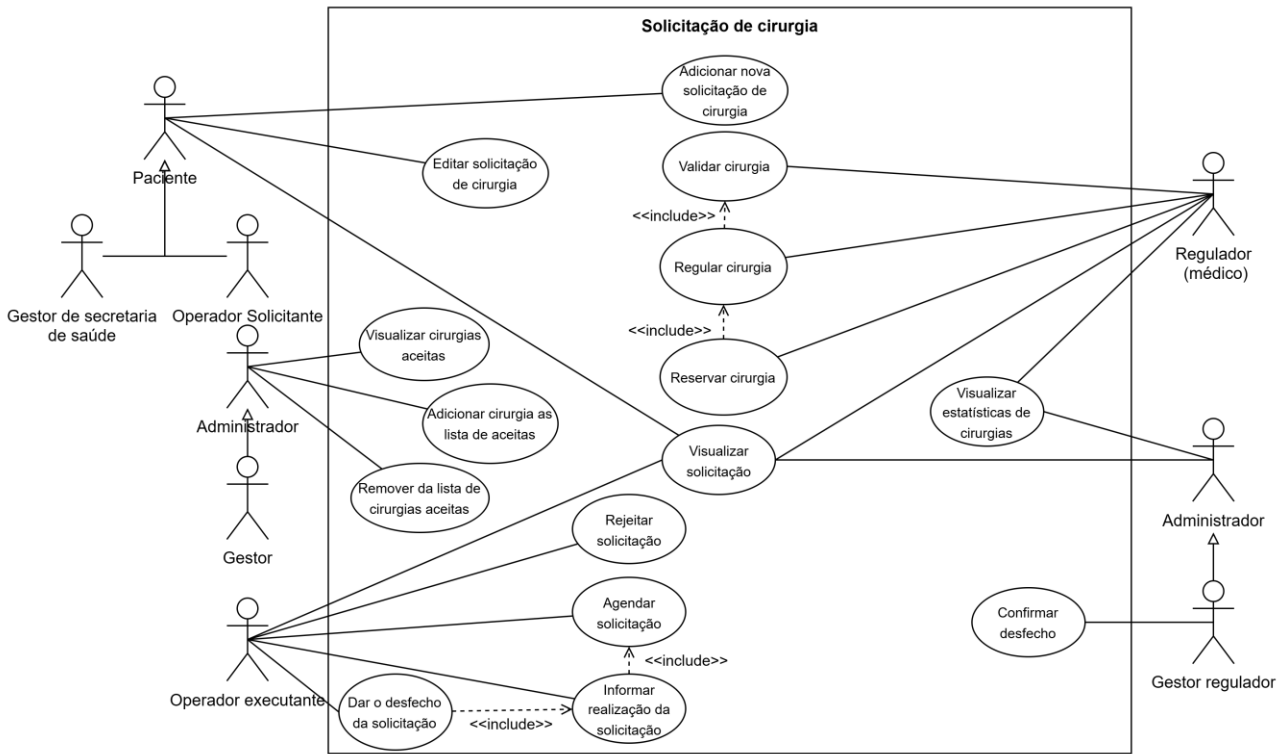 Solicitação de cirurgia
Adicionar nova
solicitação de
cirurgia
Paciente
Editar solicitação
de cirurgia
Validar cirurgia
<<include>>
Regular cirurgia
Regulador
(médico)
Gestor de secretaria
de saúde
Operador Solicitante
<<include>>
Visualizar cirurgias
aceitas
Reservar cirurgia
Visualizar
estatísticas de
cirurgias
Administrador
Adicionar cirurgia as
lista de aceitas
Visualizar
solicitação
Remover da lista de
cirurgias aceitas
Administrador
Gestor
Rejeitar
solicitação
Agendar
solicitação
Confirmar
desfecho
<<include>>
Operador executante
Dar o desfecho
da solicitação
<<include>>
Informar
realização da
solicitação
Gestor regulador